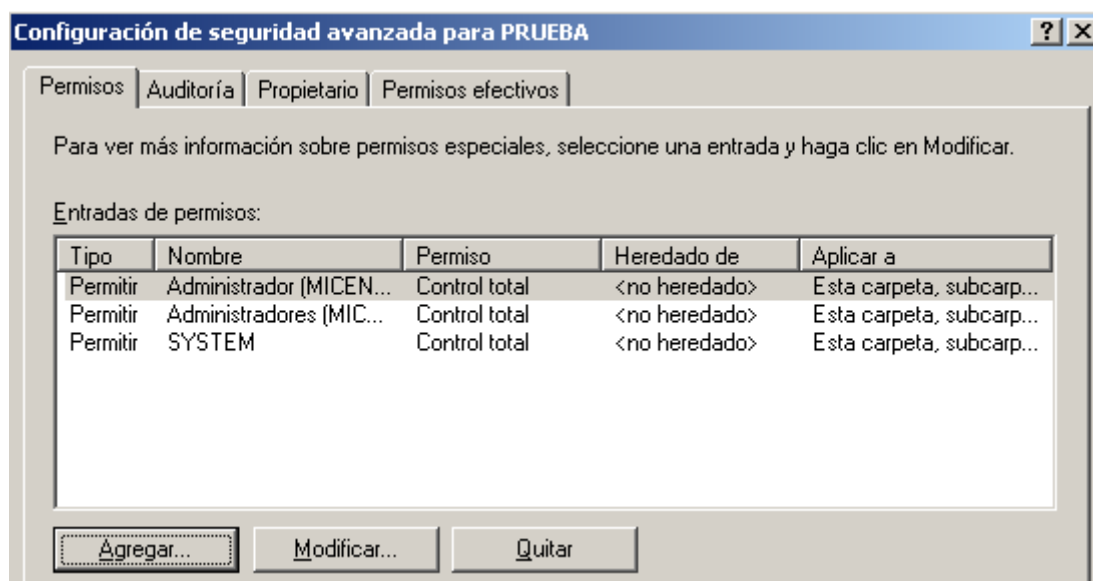 Configuración de seguridad avanzada para PRUEBA
Permisos Auditoría Propietario Permisos efectivos
Para ver más información sobre permisos especiales, seleccione una entrada y haga clic en Modificar.
Entradas de permisos:
Tipo Nombre Permiso Heredado de Aplicar a
Permitir Administrador (MICEN... Control total <no heredado> Esta carpeta, subcarp...
Permitir Administradores (MIC... Control total <no heredado> Esta carpeta, subcarp...
Permitir SYSTEM Control total <no heredado> Esta carpeta, subcarp...
Agregar... Modificar... Quitar